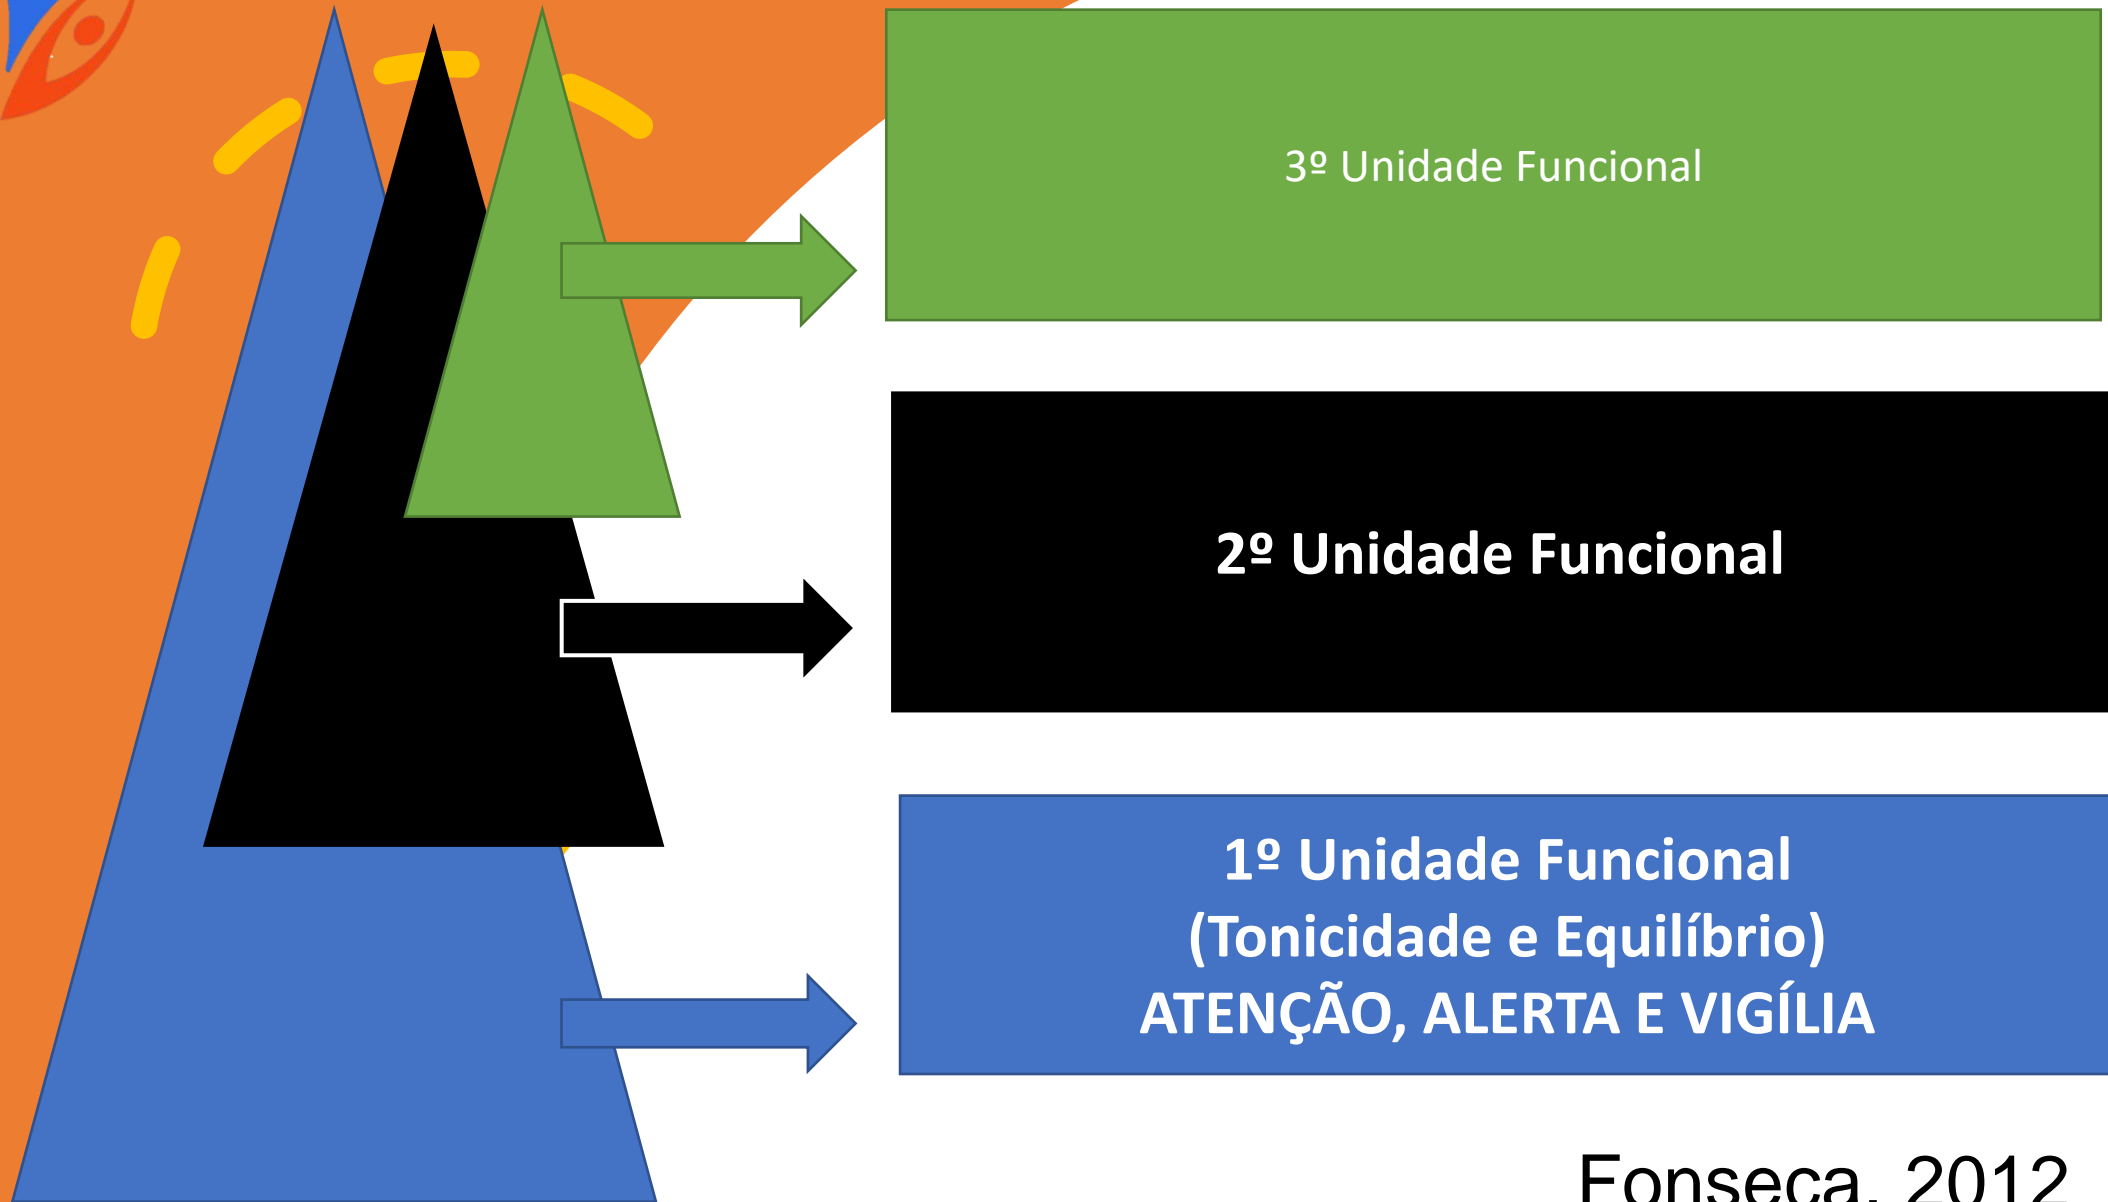 3º Unidade Funcional
2º Unidade Funcional
1º Unidade Funcional
(Tonicidade e Equilíbrio)
ATENÇÃO, ALERTA E VIGÍLIA
Fonseca, 2012